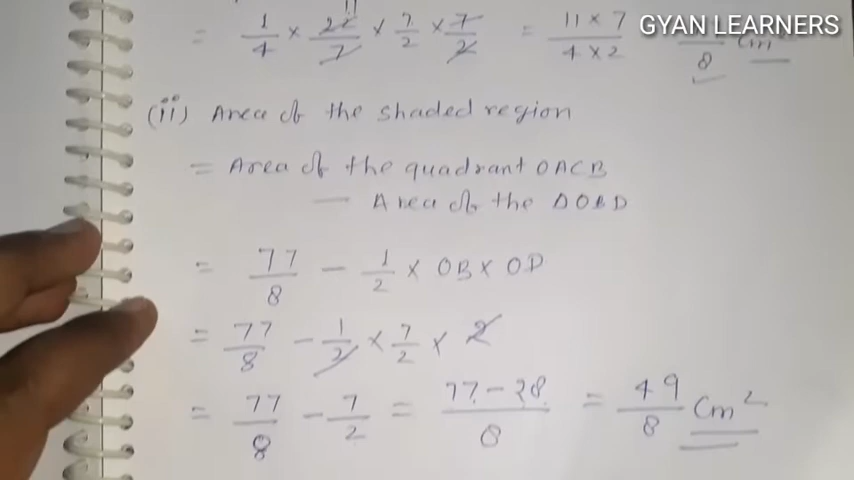 GYAN LEARNERS
= 1/4 × 22/7 × 7/2 × 7/2 = 11 × 7 / 4 × 2 8 cm²
(ii) Area of the shaded region
= Area of the quadrant OACB
— Area of the ΔOBD
= 77/8 − 1/2 × OB × OD
= 77/8 − 1/2 × 7/2 × 2
= 77/8 − 7/2 = 77 − 28 / 8 = 49/8 cm²